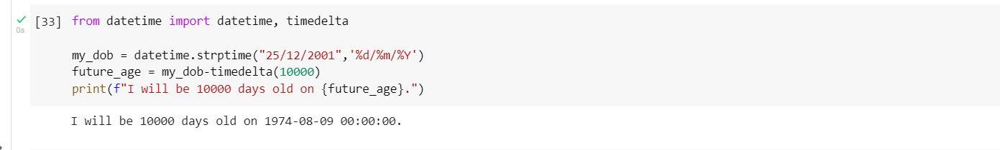 [33] from datetime import datetime, timedelta
0s
my_dob = datetime.strptime("25/12/2001",'%d/%m/%Y')
future_age = my_dob-timedelta(10000)
print(f"I will be 10000 days old on {future_age}.")
I will be 10000 days old on 1974-08-09 00:00:00.